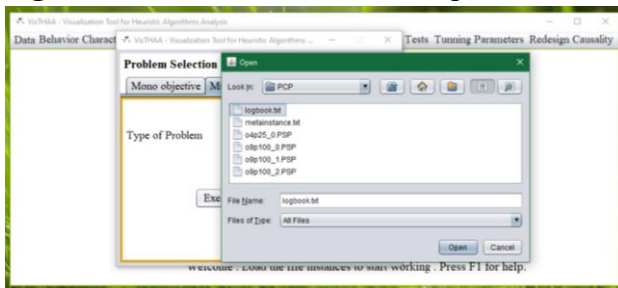 VisTHAA - Visualization Tool for Heuristic Algorithms Analysis
Data Behavior Charact
VisTHAA - Visualization Tool for Heuristic Algorithms ...
Tests Tunning Parameters Redesign Causality
Problem Selection
Mono objective M
Type of Problem
Exe
Open
Look In: PCP
logbook.txt
metainstance.txt
o4p25_0.PSP
o9p100_0.PSP
o9p100_1.PSP
o9p100_2.PSP
File Name: logbook.txt
Files of Type: All Files
Open Cancel
Welcome . Load the file instances to start working . Press F1 for help.